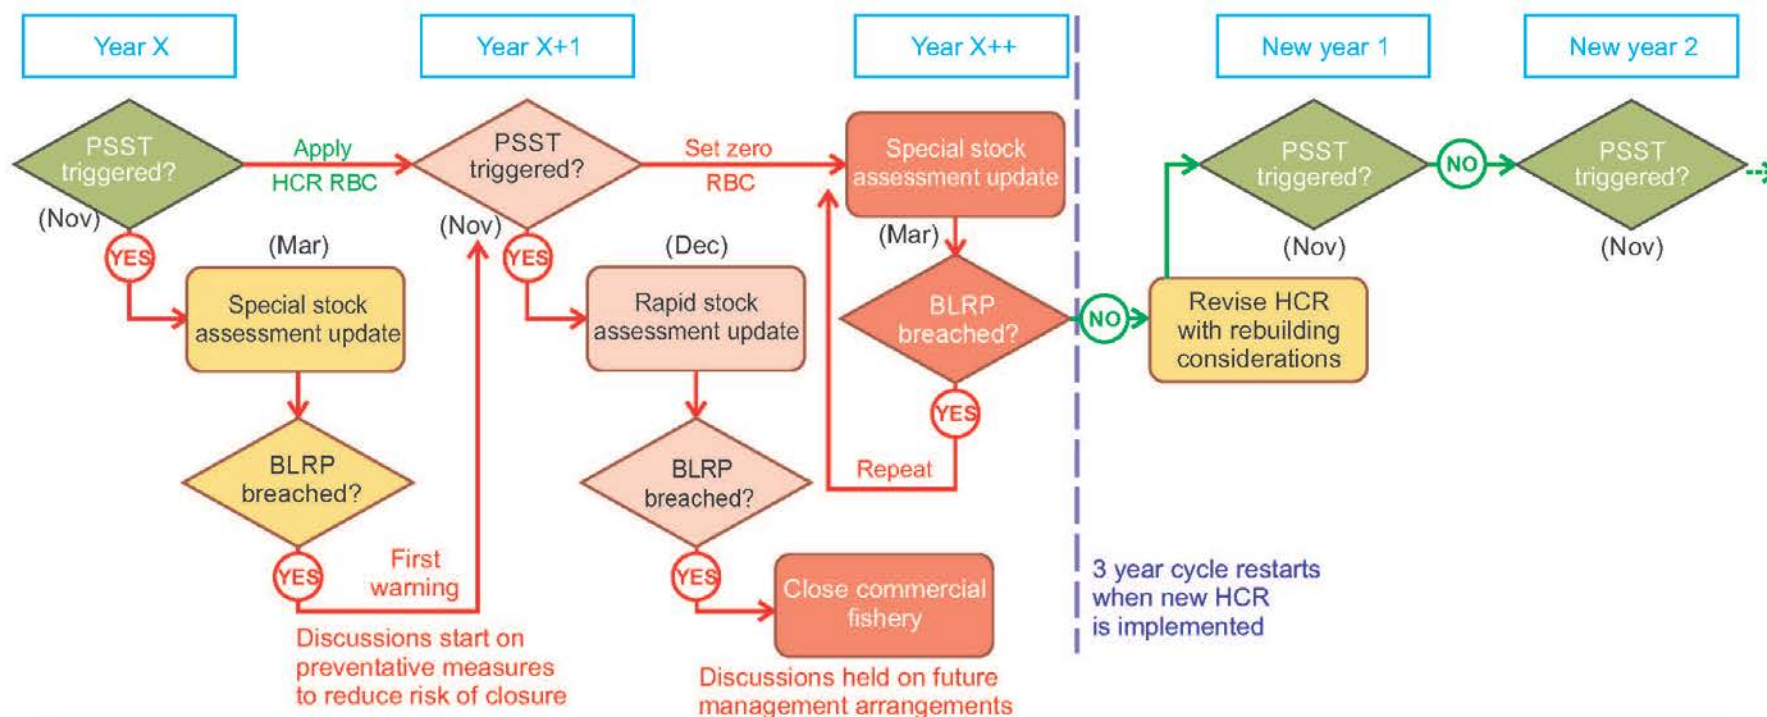 Year X
Year X+1
Year X++
New year 1
New year 2
PSST
triggered?
(Nov)
YES
Apply
HCR RBC
(Mar)
Special stock
assessment update
BLRP
breached?
YES
First
warning
Discussions start on
preventative measures
to reduce risk of closure
PSST
triggered?
(Nov)
YES
Set zero
RBC
(Dec)
Rapid stock
assessment update
BLRP
breached?
YES
Close commercial
fishery
Discussions held on future
management arrangements
Special stock
assessment update
(Mar)
BLRP
breached?
YES
Repeat
NO
3 year cycle restarts
when new HCR
is implemented
Revise HCR
with rebuilding
considerations
PSST
triggered?
(Nov)
NO
PSST
triggered?
(Nov)